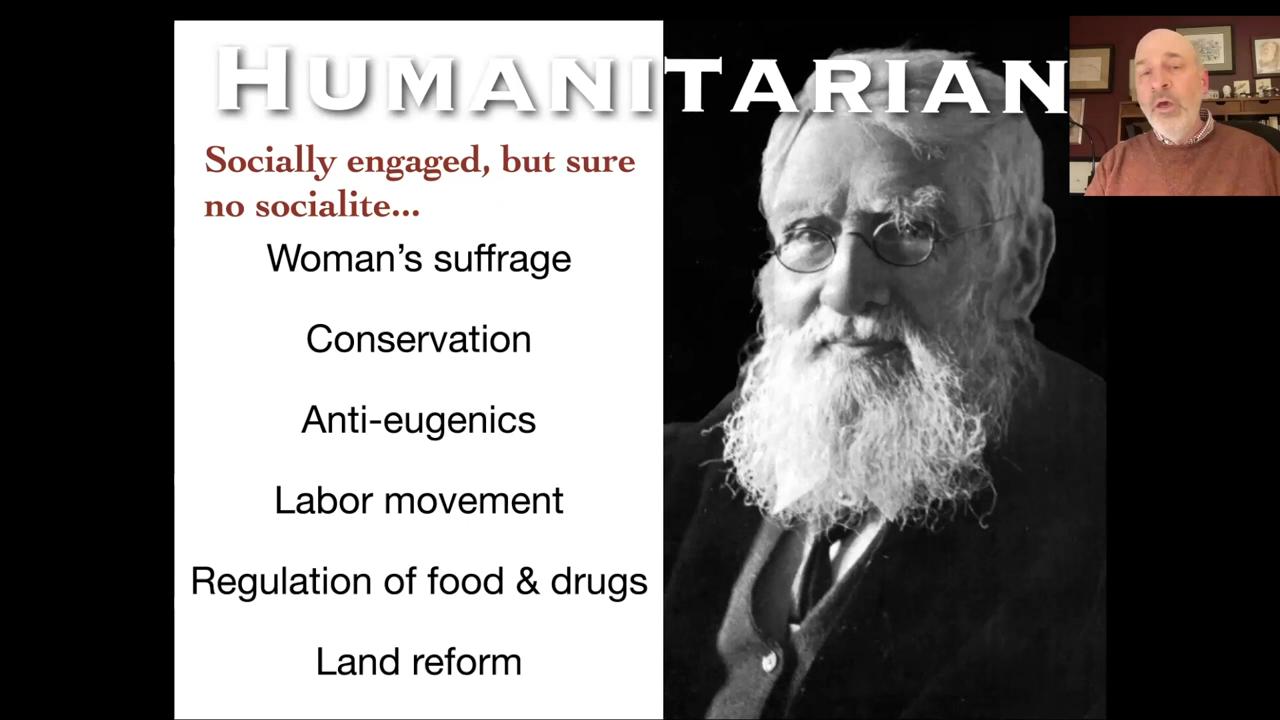 HUMANITARIAN
Socially engaged, but sure
no socialite...
Woman’s suffrage
Conservation
Anti-eugenics
Labor movement
Regulation of food & drugs
Land reform